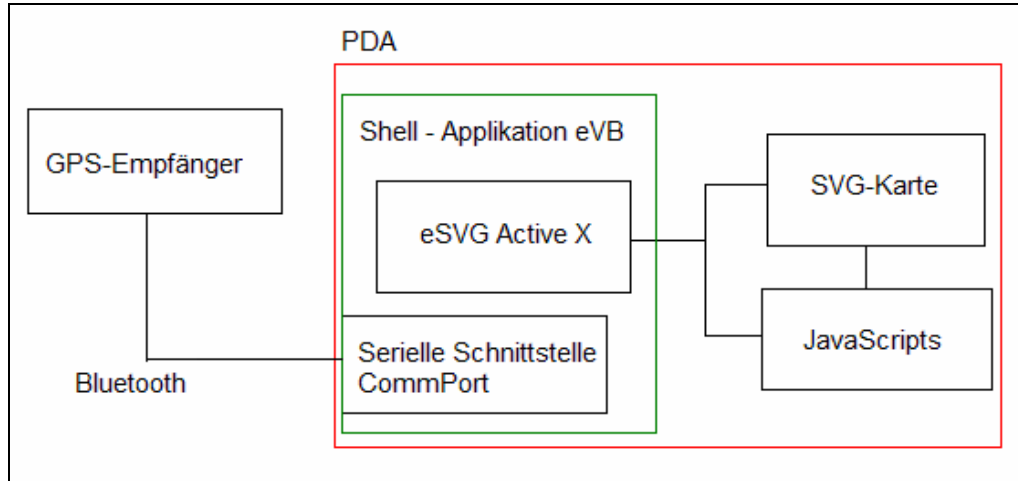 PDA
GPS-Empfänger
Bluetooth
Shell - Applikation eVB
eSVG Active X
Serielle Schnittstelle
CommPort
SVG-Karte
JavaScripts